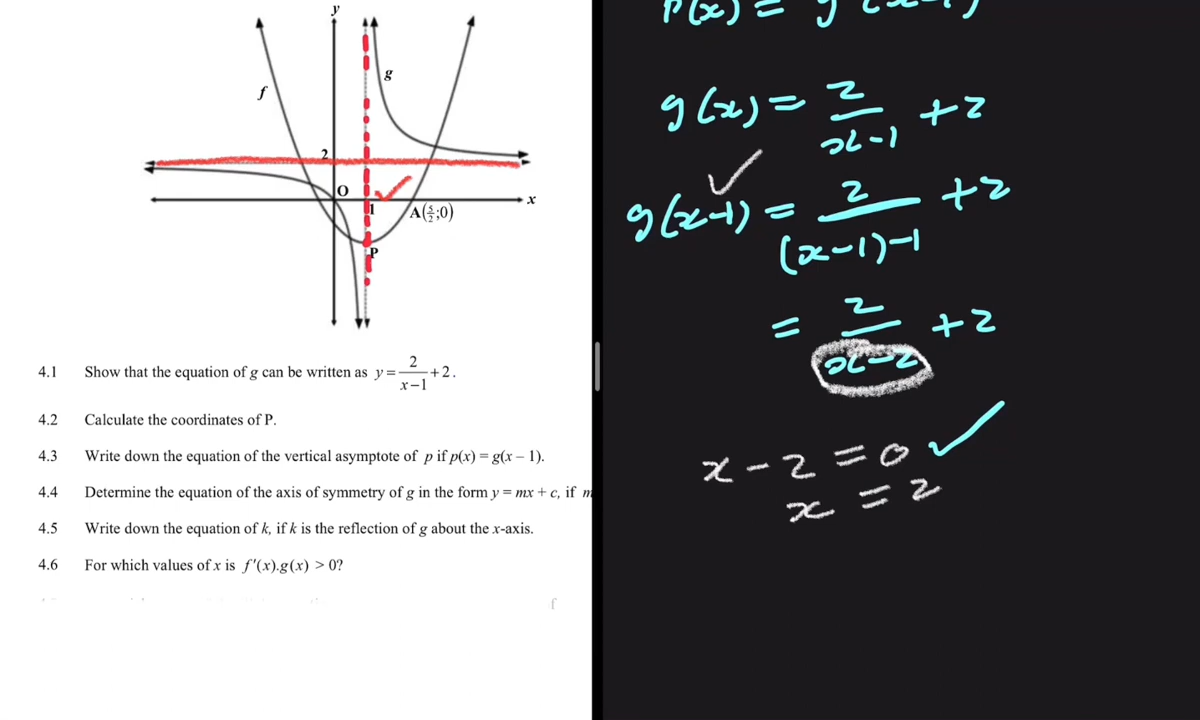 y
f
g
2
O
1
A(5/2;0)
x
P
4.1 Show that the equation of g can be written as y = 2/(x−1) + 2.
4.2 Calculate the coordinates of P.
4.3 Write down the equation of the vertical asymptote of p if p(x) = g(x – 1).
4.4 Determine the equation of the axis of symmetry of g in the form y = mx + c, if
4.5 Write down the equation of k, if k is the reflection of g about the x-axis.
4.6 For which values of x is f′(x).g(x) > 0?
g(x) = 2/(x-1) + 2
g(x-1) = 2/((x-1)-1) + 2
= 2/(x-2) + 2
x - 2 = 0
x = 2